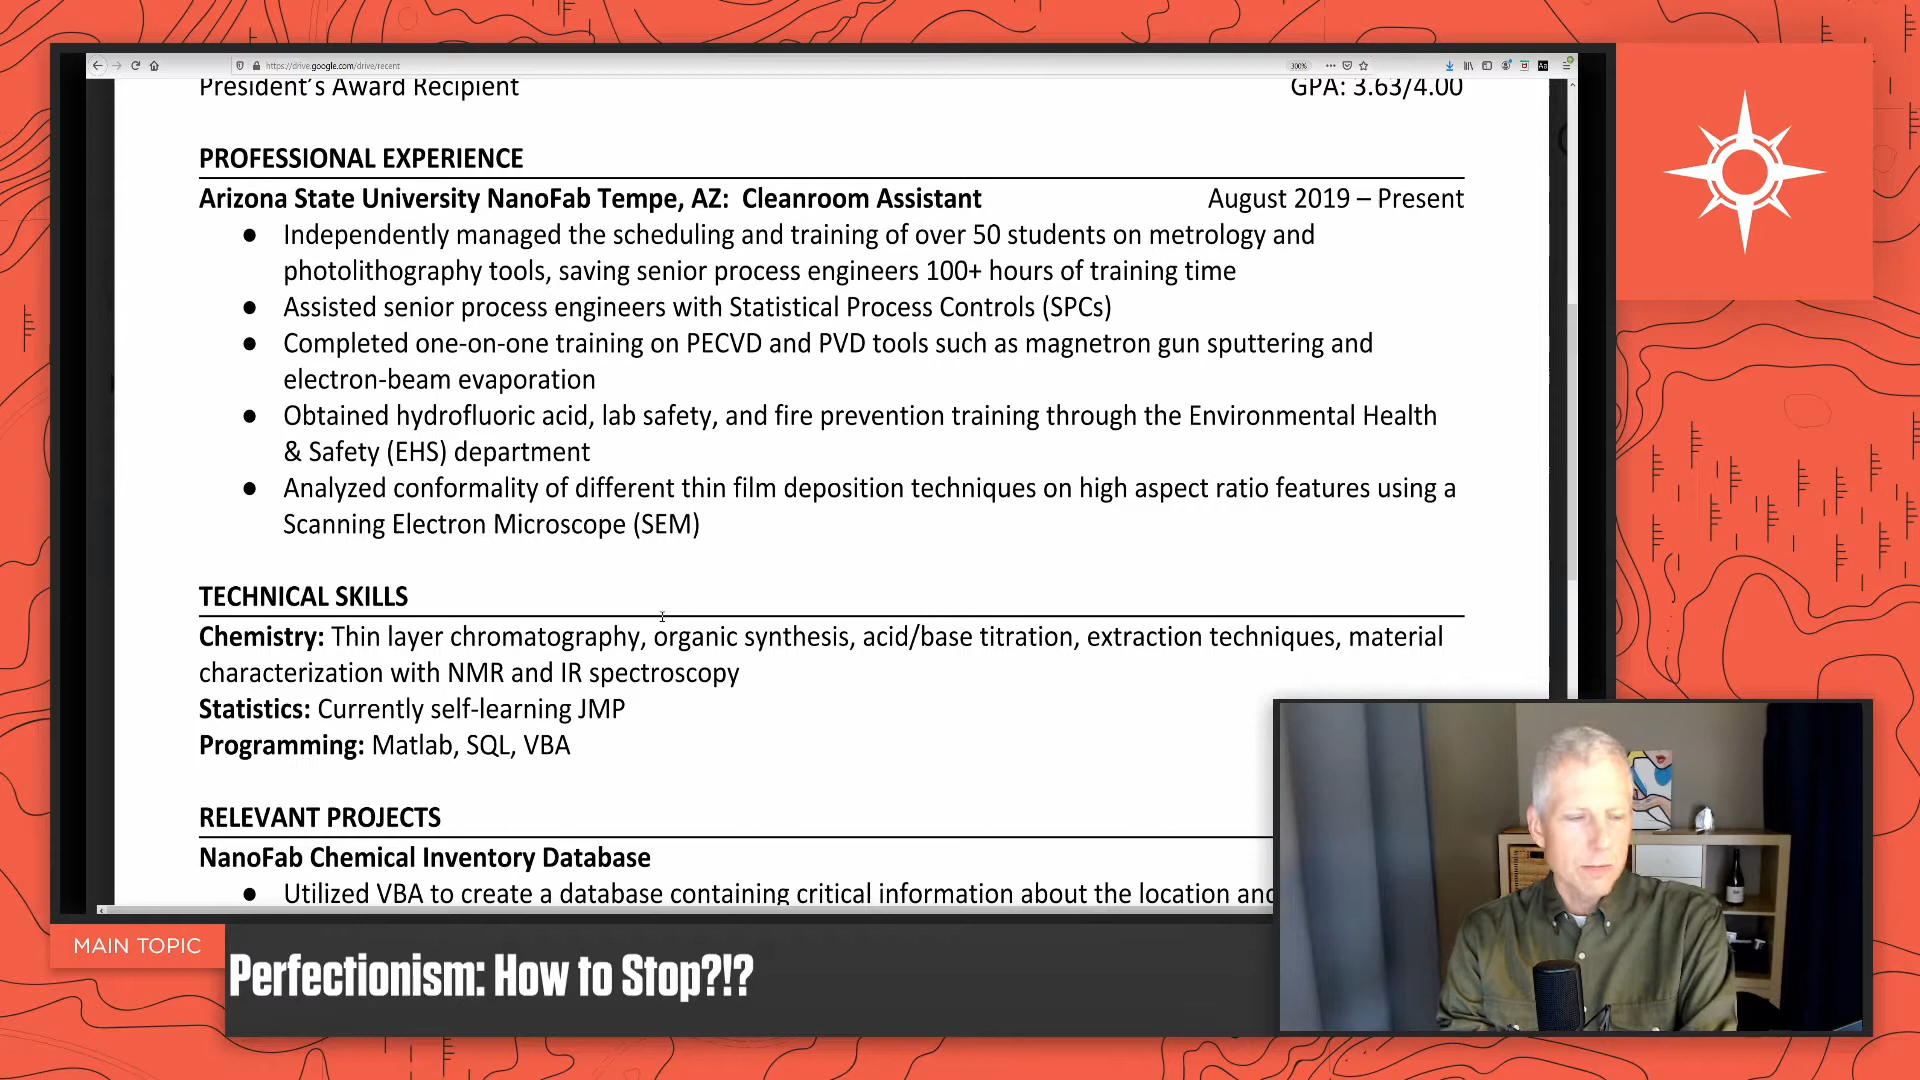 https://drive.google.com/drive/recent
300%
President's Award Recipient
GPA: 3.63/4.00
PROFESSIONAL EXPERIENCE
Arizona State University NanoFab Tempe, AZ: Cleanroom Assistant
August 2019 – Present
● Independently managed the scheduling and training of over 50 students on metrology and
photolithography tools, saving senior process engineers 100+ hours of training time
● Assisted senior process engineers with Statistical Process Controls (SPCs)
● Completed one-on-one training on PECVD and PVD tools such as magnetron gun sputtering and
electron-beam evaporation
● Obtained hydrofluoric acid, lab safety, and fire prevention training through the Environmental Health
& Safety (EHS) department
● Analyzed conformality of different thin film deposition techniques on high aspect ratio features using a
Scanning Electron Microscope (SEM)
TECHNICAL SKILLS
Chemistry: Thin layer chromatography, organic synthesis, acid/base titration, extraction techniques, material
characterization with NMR and IR spectroscopy
Statistics: Currently self-learning JMP
Programming: Matlab, SQL, VBA
RELEVANT PROJECTS
NanoFab Chemical Inventory Database
● Utilized VBA to create a database containing critical information about the location and
MAIN TOPIC
Perfectionism: How to Stop?!?